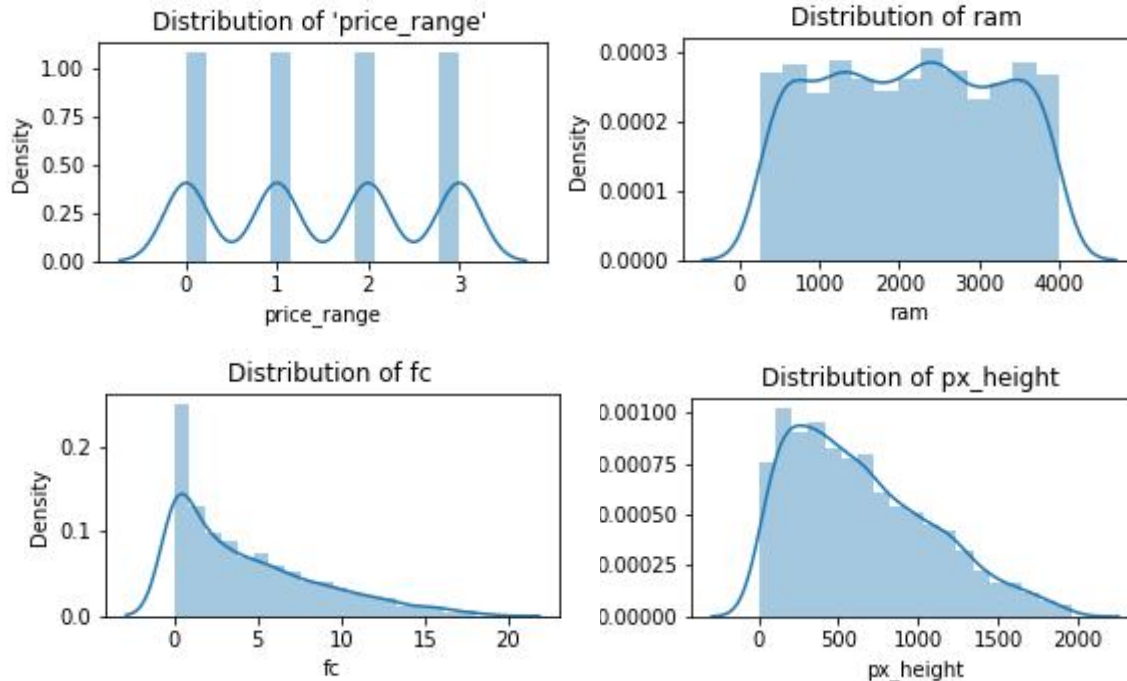 Distribution of 'price_range'
1.00
0.75
0.50
0.25
0.00
Density
0 1 2 3
price_range
Distribution of ram
0.0003
0.0002
0.0001
0.0000
Density
0 1000 2000 3000 4000
ram
Distribution of fc
0.2
0.1
0.0
Density
0 5 10 15 20
fc
Distribution of px_height
0.00100
0.00075
0.00050
0.00025
0.00000
0 500 1000 1500 2000
px_height